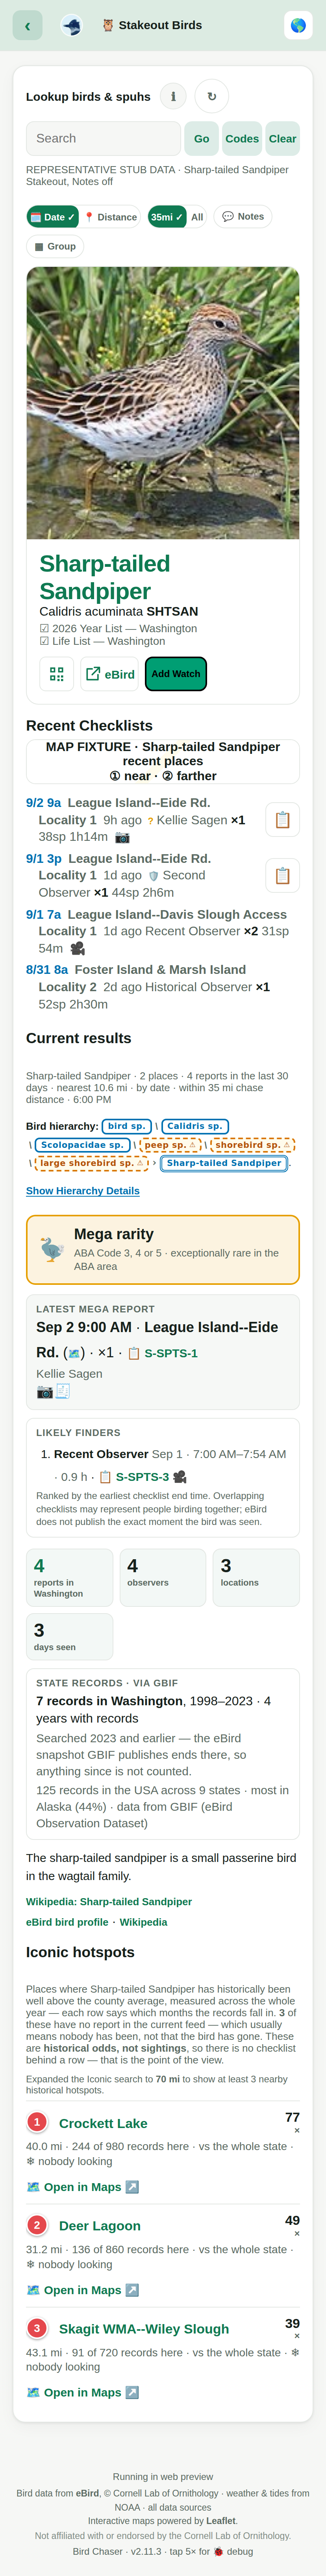 ‹ 🦉 Stakeout Birds 🌎
Lookup birds & spuhs ℹ ↻
Search Go Codes Clear
REPRESENTATIVE STUB DATA · Sharp-tailed Sandpiper
Stakeout, Notes off
🗓️ Date ✓ 📍 Distance 35mi ✓ All 💬 Notes
▦ Group
Sharp-tailed
Sandpiper
Calidris acuminata SHTSAN
☑ 2026 Year List — Washington
☑ Life List — Washington
eBird Add Watch
Recent Checklists
MAP FIXTURE · Sharp-tailed Sandpiper
recent places
① near · ② farther
9/2 9a League Island--Eide Rd.
Locality 1 9h ago ? Kellie Sagen ×1
38sp 1h14m 📷
📋
9/1 3p League Island--Eide Rd.
Locality 1 1d ago 🛡️ Second
Observer ×1 44sp 2h6m
📋
9/1 7a League Island--Davis Slough Access
Locality 1 1d ago Recent Observer ×2 31sp
54m 🎥
8/31 8a Foster Island & Marsh Island
Locality 2 2d ago Historical Observer ×1
52sp 2h30m
Current results
Sharp-tailed Sandpiper · 2 places · 4 reports in the last 30
days · nearest 10.6 mi · by date · within 35 mi chase
distance · 6:00 PM
Bird hierarchy: bird sp. \ Calidris sp.
\ Scolopacidae sp. \ peep sp. ⚠ \ shorebird sp. ⚠
\ large shorebird sp. ⚠ › Sharp-tailed Sandpiper .
Show Hierarchy Details
🦤 Mega rarity
ABA Code 3, 4 or 5 · exceptionally rare in the
ABA area
LATEST MEGA REPORT
Sep 2 9:00 AM · League Island--Eide
Rd. (🗺️) · ×1 · 📋 S-SPTS-1
Kellie Sagen
📷🧾
LIKELY FINDERS
1. Recent Observer Sep 1 · 7:00 AM–7:54 AM
· 0.9 h · 📋 S-SPTS-3 🎥
Ranked by the earliest checklist end time. Overlapping
checklists may represent people birding together; eBird
does not publish the exact moment the bird was seen.
4 4 3
reports in observers locations
Washington
3
days seen
STATE RECORDS · VIA GBIF
7 records in Washington, 1998–2023 · 4
years with records
Searched 2023 and earlier — the eBird
snapshot GBIF publishes ends there, so
anything since is not counted.
125 records in the USA across 9 states · most in
Alaska (44%) · data from GBIF (eBird
Observation Dataset)
The sharp-tailed sandpiper is a small passerine bird
in the wagtail family.
Wikipedia: Sharp-tailed Sandpiper
eBird bird profile · Wikipedia
Iconic hotspots
Places where Sharp-tailed Sandpiper has historically been
well above the county average, measured across the whole
year — each row says which months the records fall in. 3 of
these have no report in the current feed — which usually
means nobody has been, not that the bird has gone. These
are historical odds, not sightings, so there is no checklist
behind a row — that is the point of the view.
Expanded the Iconic search to 70 mi to show at least 3 nearby
historical hotspots.
1 Crockett Lake 77
×
40.0 mi · 244 of 980 records here · vs the whole state ·
❄ nobody looking
🗺️ Open in Maps ↗
2 Deer Lagoon 49
×
31.2 mi · 136 of 860 records here · vs the whole state ·
❄ nobody looking
🗺️ Open in Maps ↗
3 Skagit WMA--Wiley Slough 39
×
43.1 mi · 91 of 720 records here · vs the whole state · ❄
nobody looking
🗺️ Open in Maps ↗
Running in web preview
Bird data from eBird, © Cornell Lab of Ornithology · weather & tides from
NOAA · all data sources
Interactive maps powered by Leaflet.
Not affiliated with or endorsed by the Cornell Lab of Ornithology.
Bird Chaser · v2.11.3 · tap 5× for 🐞 debug